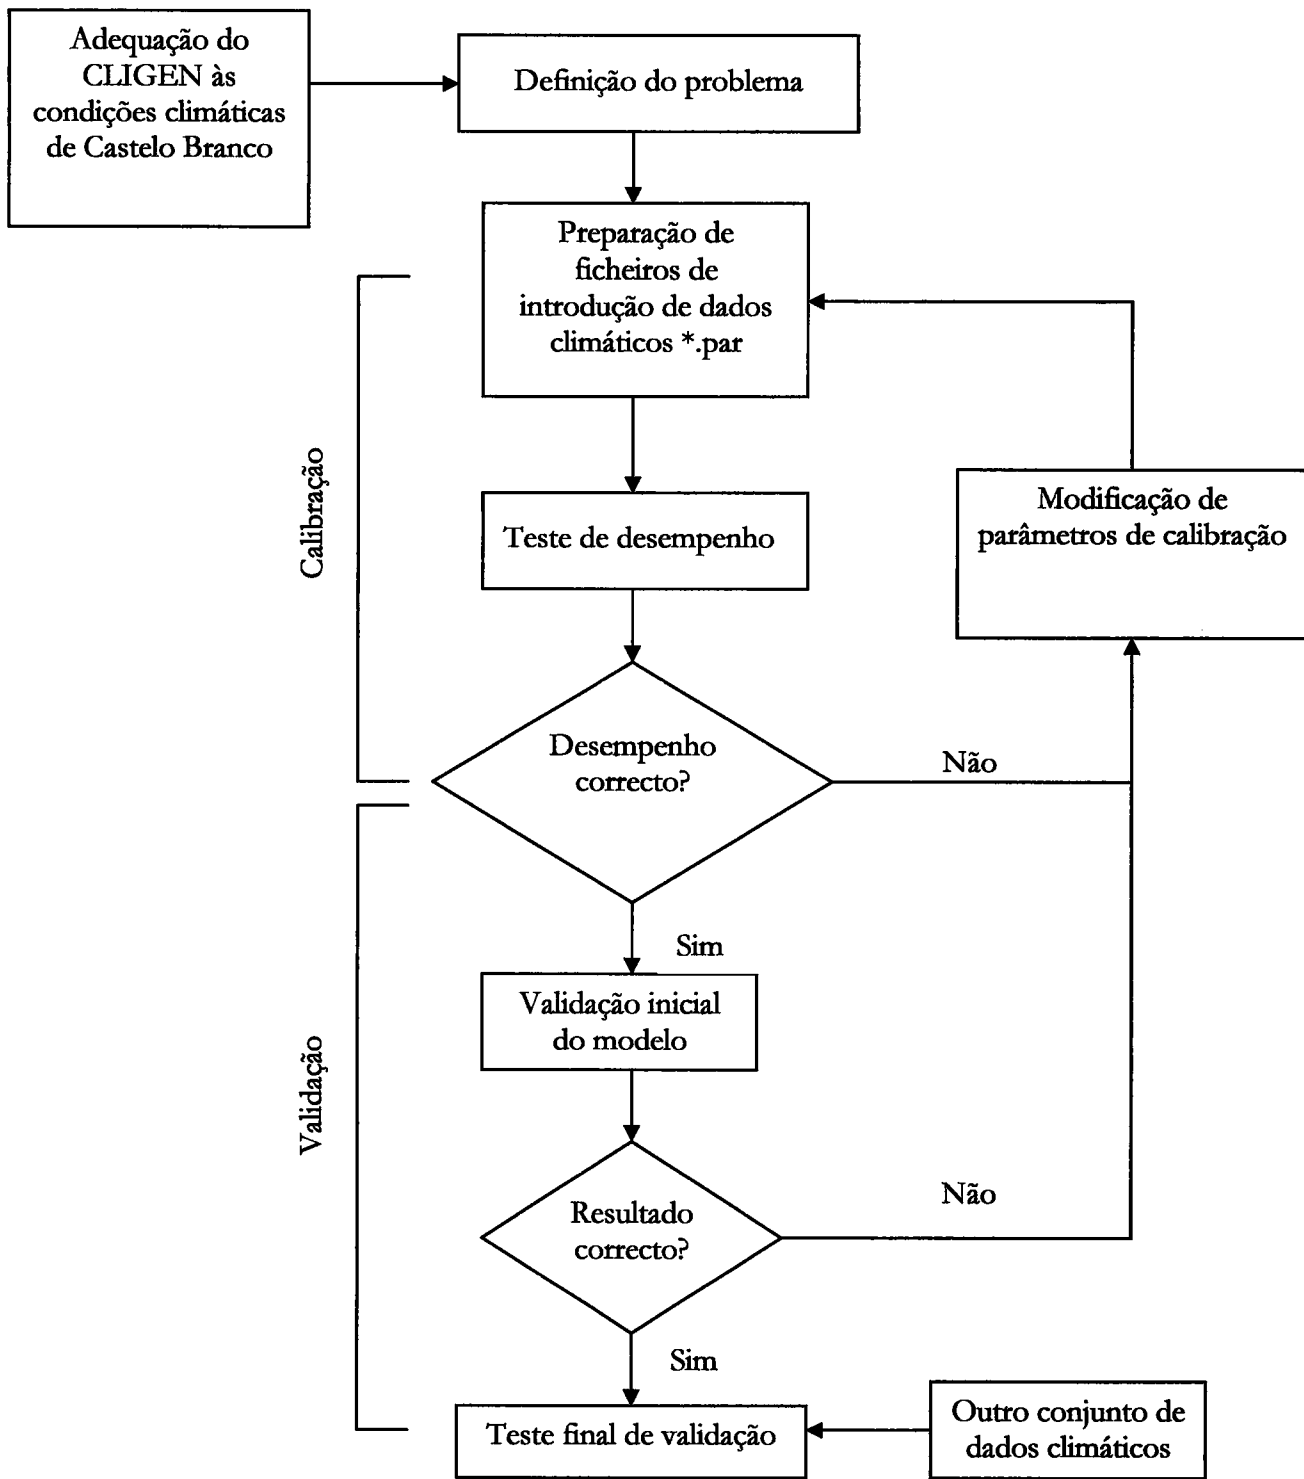 Adequação do
CLIGEN às
condições climáticas
de Castelo Branco
Definição do problema
Preparação de
ficheiros de
introdução de dados
climáticos *.par
Calibração
Teste de desempenho
Modificação de
parâmetros de calibração
Desempenho
correcto?
Não
Sim
Validação inicial
do modelo
Validação
Resultado
correcto?
Não
Sim
Teste final de validação
Outro conjunto de
dados climáticos